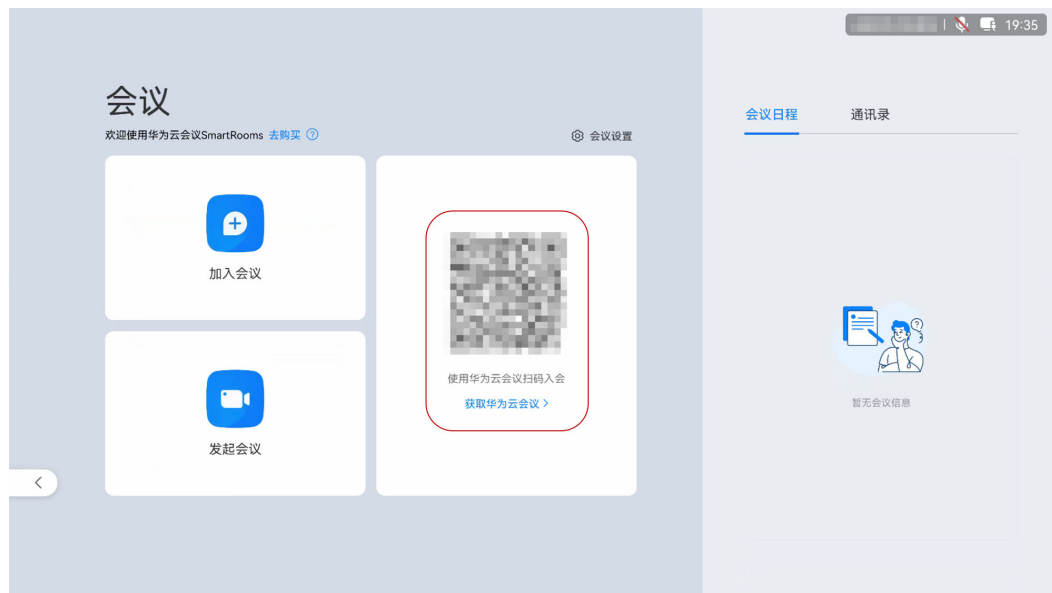 19:35
会议
欢迎使用华为云会议SmartRooms 去购买 ?
会议设置
加入会议
发起会议
使用华为云会议扫码入会
获取华为云会议 >
会议日程 通讯录
暂无会议信息